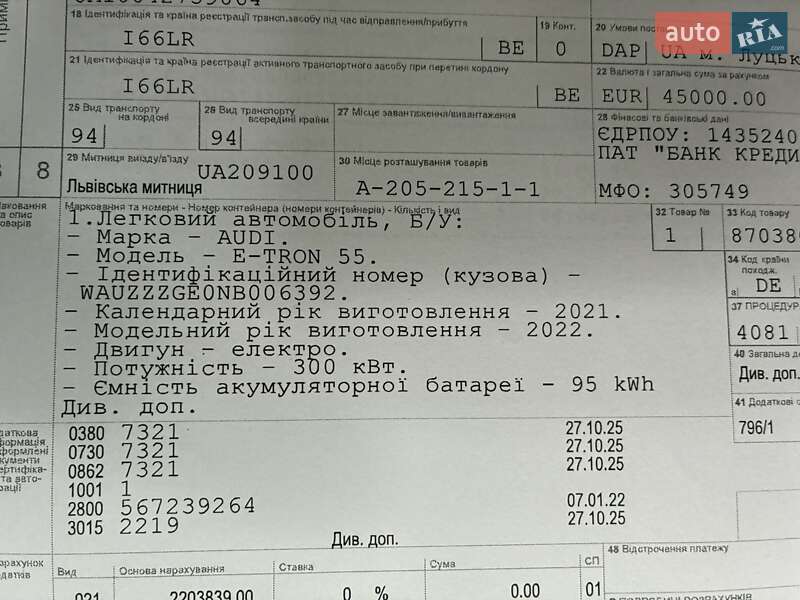 18 Ідентифікація та країна реєстрації трансп.засобу під час відправлення/прибуття
I66LR
BE
19 Конт.
0
20 Умови
DAP UA м. Луцьк
21 Ідентифікація та країна реєстрації активного транспортного засобу при перетині кордону
I66LR
BE
22 Валюта і загальна сума за рахунком
EUR 45000.00
25 Вид транспорту
на кордоні
94
26 Вид транспорту
всередині країни
94
27 Місце завантаження/вивантаження
28 Фінансові та банківські дані
ЄДРПОУ: 1435240
ПАТ "БАНК КРЕДИ
МФО: 305749
8
29 Митниця виїзду/в'їзду
UA209100
Львівська митниця
30 Місце розташування товарів
A-205-215-1-1
Маркування та номери - Номер контейнера (номери контейнерів) - Кількість і вид
1.Легковий автомобіль, Б/У:
- Марка - AUDI.
- Модель - E-TRON 55.
- Ідентифікаційний номер (кузова) -
WAUZZZGE0NB006392.
- Календарний рік виготовлення - 2021.
- Модельний рік виготовлення - 2022.
- Двигун - електро.
- Потужність - 300 кВт.
- Ємність акумуляторної батареї - 95 kWh
Див. доп.
32 Товар №
1
33 Код товару
87038
34 Код країни
походж.
a| DE
37 ПРОЦЕДУР
4081
40 Загальна де
Див. доп.
41 Додаткові о
796/1
0380 7321 27.10.25
0730 7321 27.10.25
0862 7321 27.10.25
1001 1
2800 567239264 07.01.22
3015 2219 27.10.25
Див. доп.
48 Відстрочення платежу
Вид
Основа нарахування
Ставка
Сума
СП
2203839.00
0 %
0.00
01
auto RIA .com